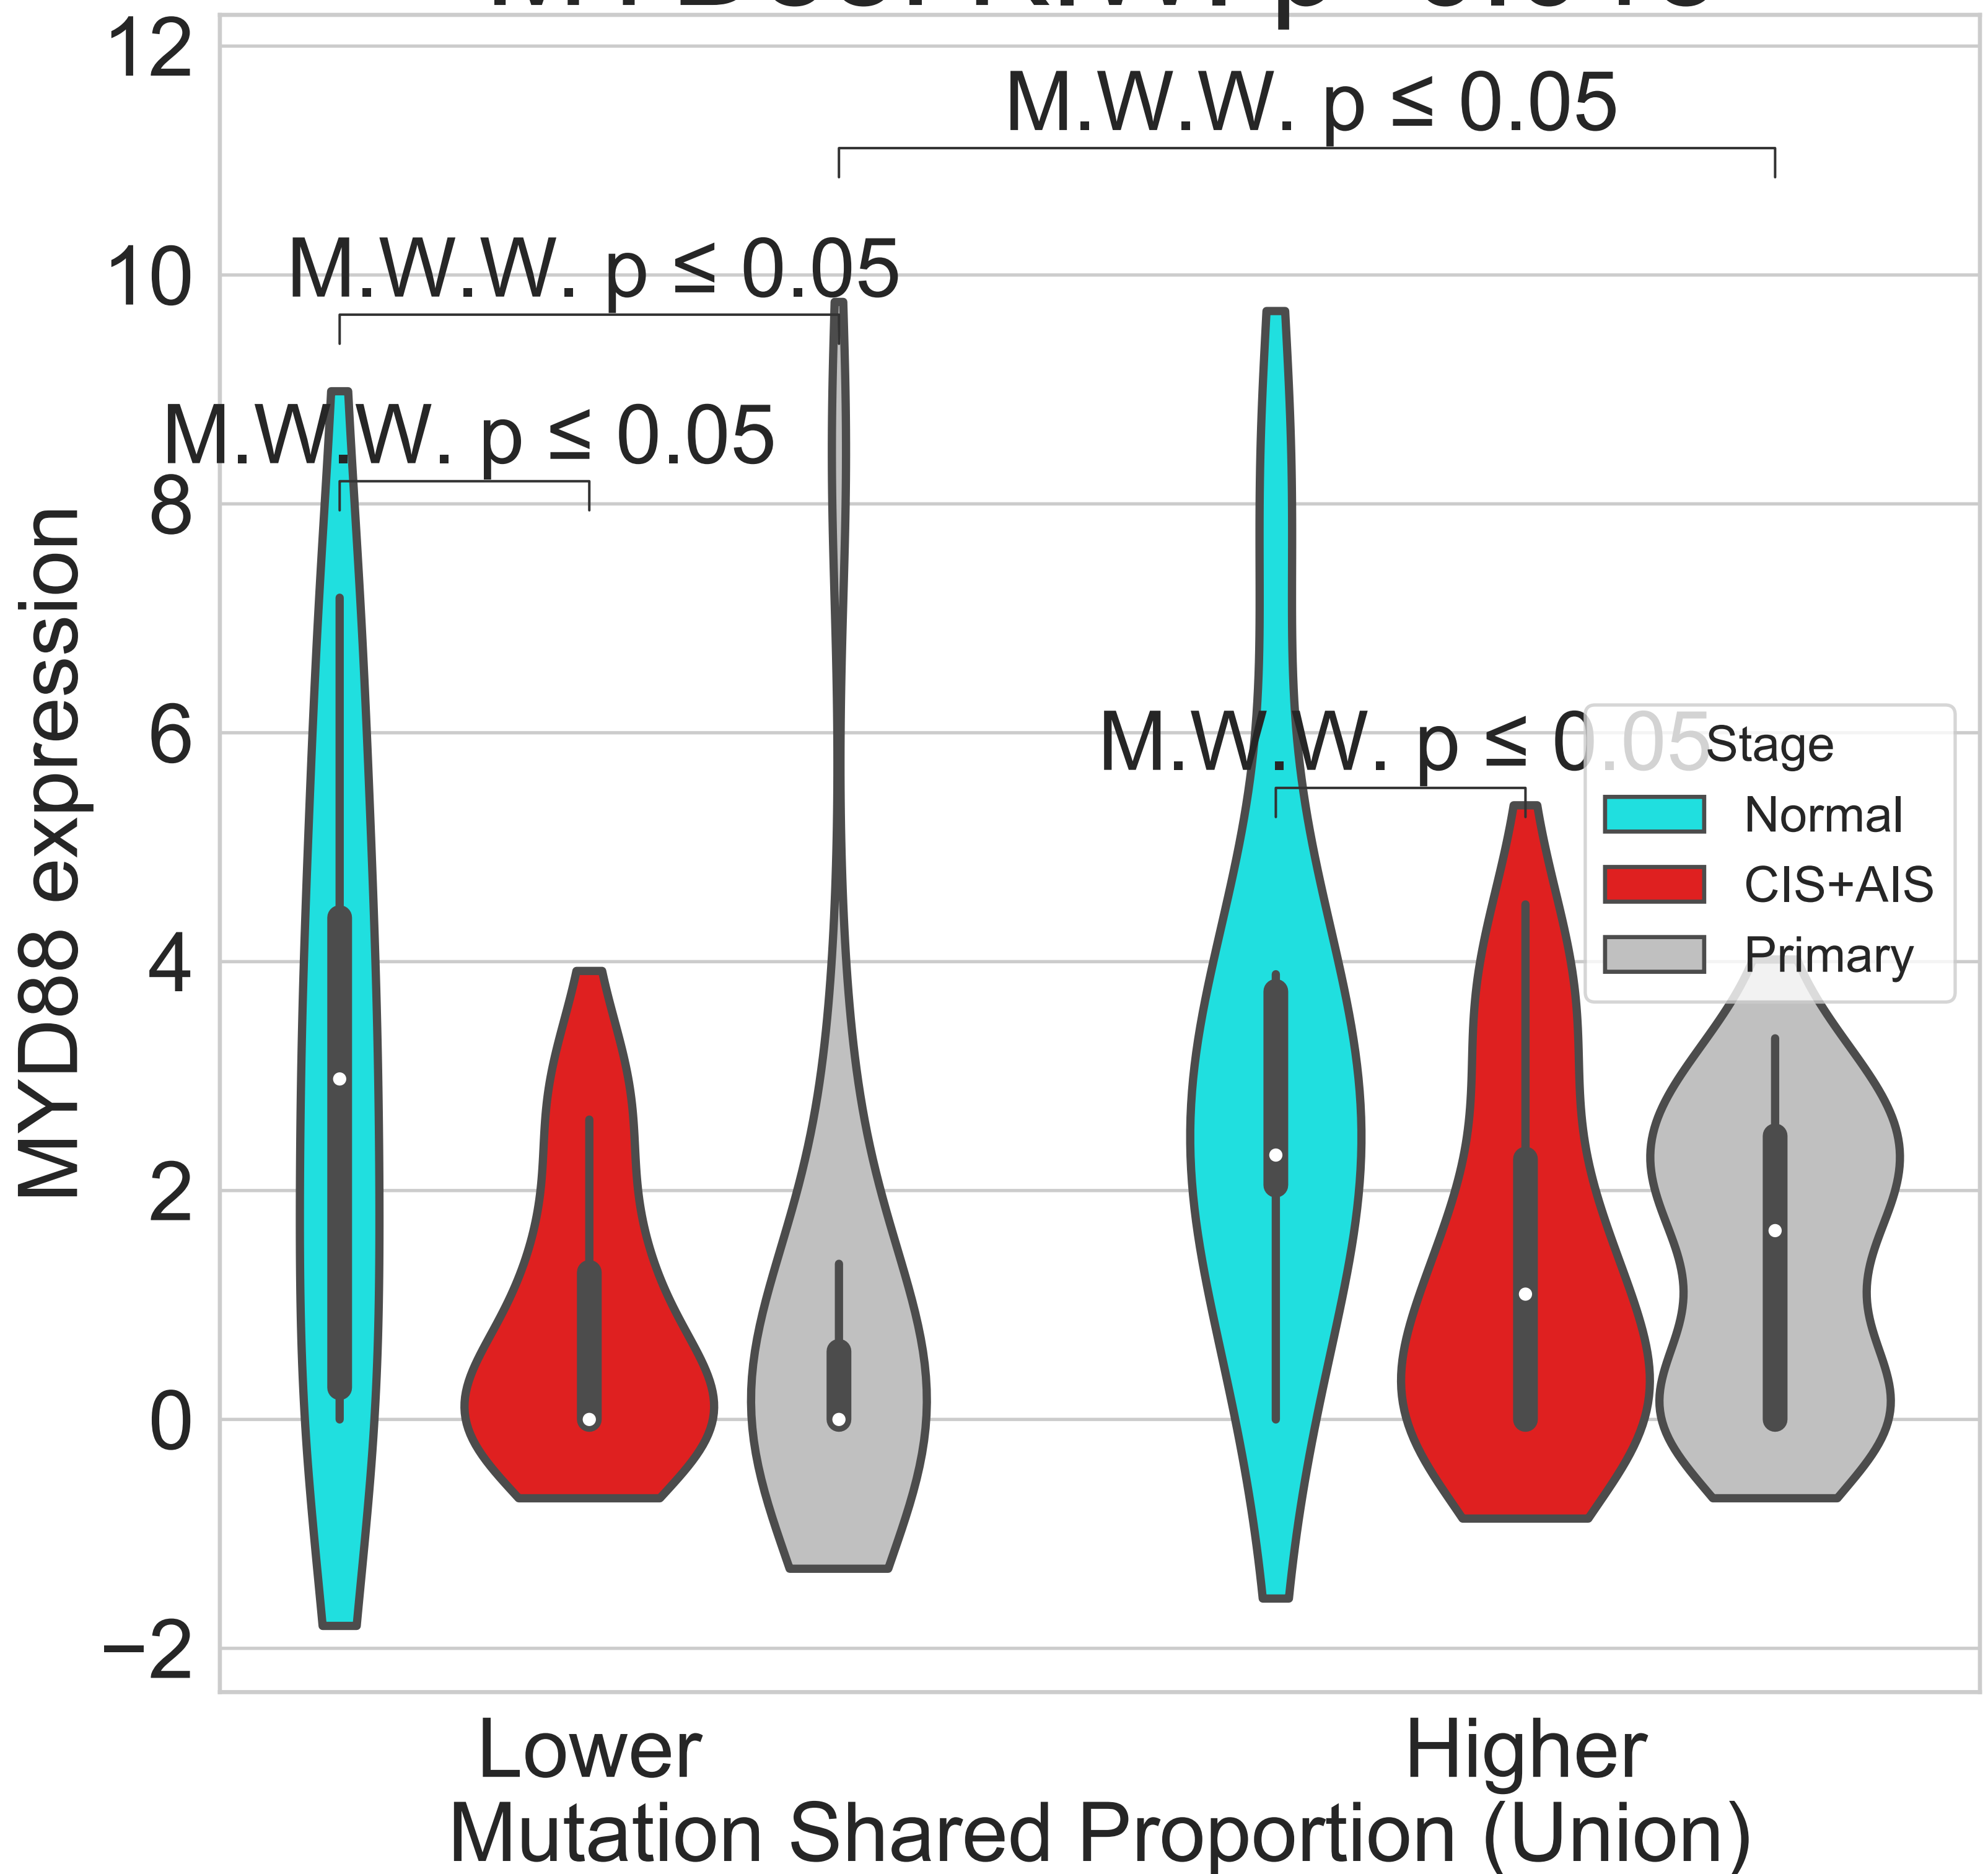 12
M.W.W. p ≤ 0.05
M.W.W. p ≤ 0.05
10
M.W.W. p ≤ 0.05
8
M.W.W. p ≤ 0.05
6
4
2
0
−2
MYD88 expression
Stage
Normal
CIS+AIS
Primary
Lower
Higher
Mutation Shared Proportion (Union)